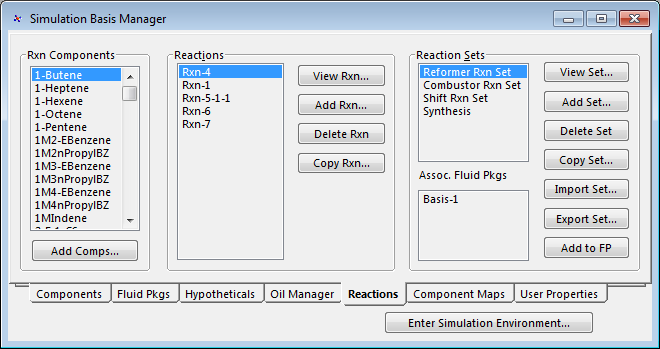 Simulation Basis Manager
Rxn Components
1-Butene
1-Heptene
1-Hexene
1-Octene
1-Pentene
1M2-EBenzene
1M2nPropylBZ
1M3-EBenzene
1M3nPropylBZ
1M4-EBenzene
1M4nPropylBZ
1MIndene
Add Comps...
Reactions
Rxn-4
Rxn-1
Rxn-5-1-1
Rxn-6
Rxn-7
View Rxn...
Add Rxn...
Delete Rxn
Copy Rxn...
Reaction Sets
Reformer Rxn Set
Combustor Rxn Set
Shift Rxn Set
Synthesis
Assoc. Fluid Pkgs
Basis-1
View Set...
Add Set...
Delete Set
Copy Set...
Import Set...
Export Set...
Add to FP
Components Fluid Pkgs Hypotheticals Oil Manager Reactions Component Maps User Properties
Enter Simulation Environment...